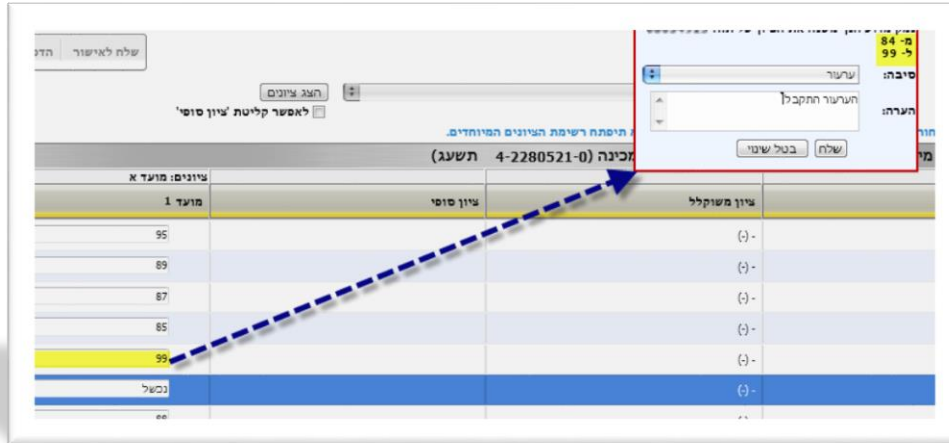 שלח לאישור
מ- 84
ל- 99
סיבה: ערעור
הערה: הערעור התקבל
שלח
בטל שינוי
הצג ציונים
לאפשר קליטת 'ציון סופי'
תיפתח רשימת הציונים המיוחדים.
מכינה (4-2280521-0 תשעג)
ציונים: מועד א
ציון משוקלל
ציון סופי
מועד 1
- (-)
95
- (-)
89
- (-)
87
- (-)
85
- (-)
99
- (-)
נכשל